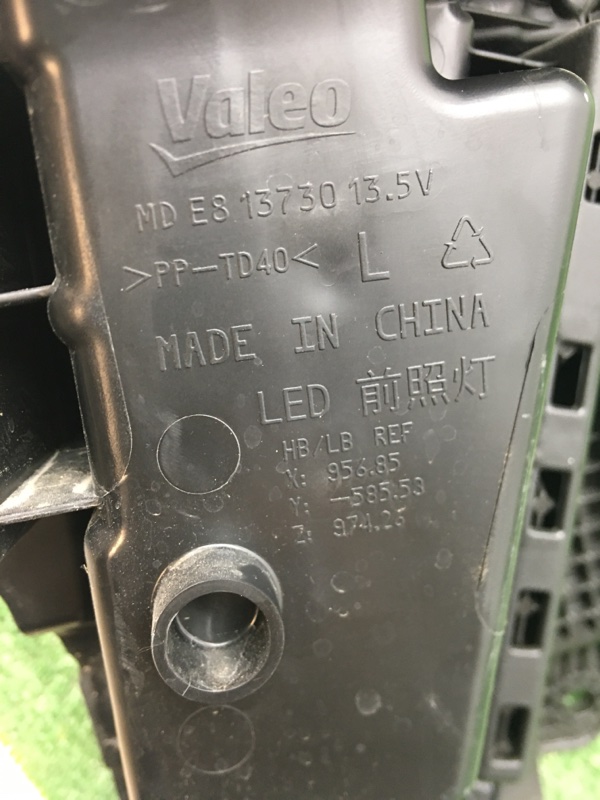 Valeo
MD E8 13730 13.5V
>PP-TD40< L
MADE IN CHINA
LED 前照灯
HB/LB REF
X: 956.85
Y: -585.58
Z: 974.26